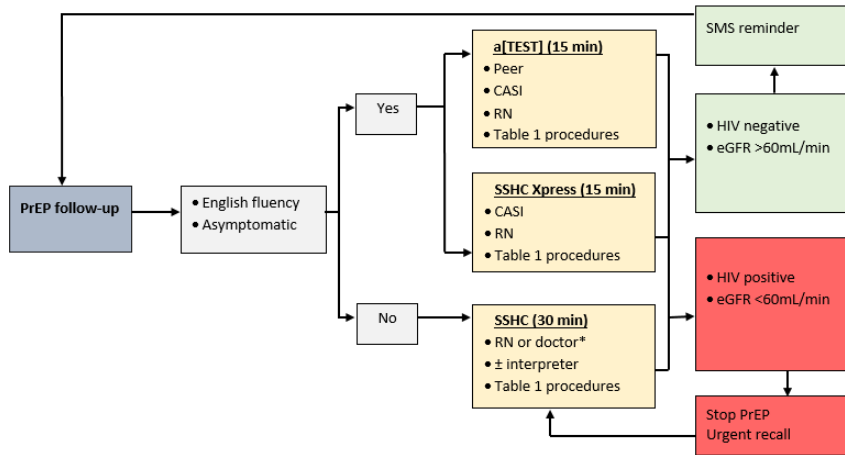 PrEP follow-up
• English fluency
• Asymptomatic
Yes
No
a[TEST] (15 min)
• Peer
• CASI
• RN
• Table 1 procedures
SSHC Xpress (15 min)
• CASI
• RN
• Table 1 procedures
SSHC (30 min)
• RN or doctor*
• ± interpreter
• Table 1 procedures
SMS reminder
• HIV negative
• eGFR >60mL/min
• HIV positive
• eGFR <60mL/min
Stop PrEP
Urgent recall